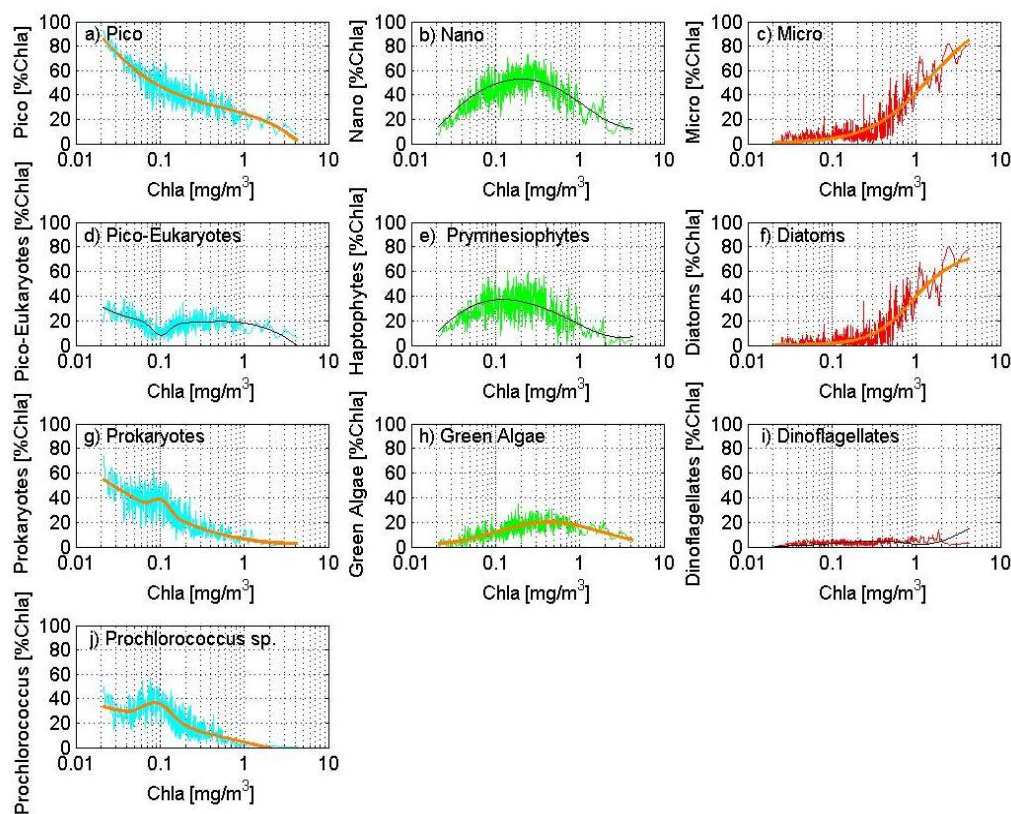 a) Pico
Pico [%Chla]
100
80
60
40
20
0
0.01 0.1 1 10
Chla [mg/m³]
b) Nano
Nano [%Chla]
100
80
60
40
20
0
0.01 0.1 1 10
Chla [mg/m³]
c) Micro
Micro [%Chla]
100
80
60
40
20
0
0.01 0.1 1 10
Chla [mg/m³]
d) Pico-Eukaryotes
Pico-Eukaryotes [%Chla]
100
80
60
40
20
0
0.01 0.1 1 10
Chla [mg/m³]
e) Prymnesiophytes
Haptophytes [%Chla]
100
80
60
40
20
0
0.01 0.1 1 10
Chla [mg/m³]
f) Diatoms
Diatoms [%Chla]
100
80
60
40
20
0
0.01 0.1 1 10
Chla [mg/m³]
g) Prokaryotes
Prokaryotes [%Chla]
100
80
60
40
20
0
0.01 0.1 1 10
Chla [mg/m³]
h) Green Algae
Green Algae [%Chla]
100
80
60
40
20
0
0.01 0.1 1 10
Chla [mg/m³]
i) Dinoflagellates
Dinoflagellates [%Chla]
100
80
60
40
20
0
0.01 0.1 1 10
Chla [mg/m³]
j) Prochlorococcus sp.
Prochlorococcus [%Chla]
100
80
60
40
20
0
0.01 0.1 1 10
Chla [mg/m³]